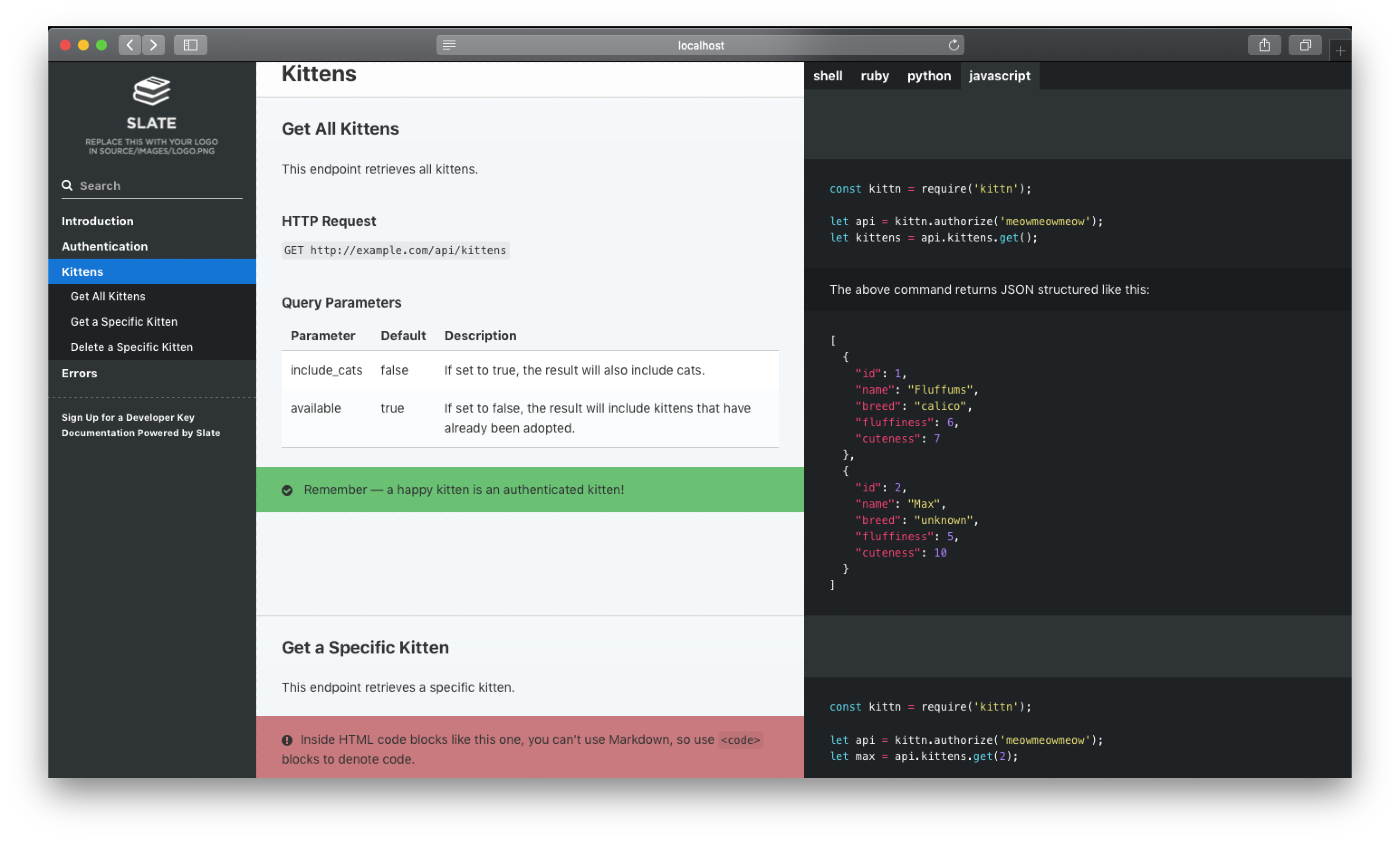 localhost
SLATE
REPLACE THIS WITH YOUR LOGO
IN SOURCE/IMAGES/LOGO.PNG
Search
Introduction
Authentication
Kittens
Get All Kittens
Get a Specific Kitten
Delete a Specific Kitten
Errors
Sign Up for a Developer Key
Documentation Powered by Slate
Kittens
Get All Kittens
This endpoint retrieves all kittens.
HTTP Request
GET http://example.com/api/kittens
Query Parameters
Parameter Default Description
include_cats false If set to true, the result will also include cats.
available true If set to false, the result will include kittens that have
already been adopted.
Remember — a happy kitten is an authenticated kitten!
Get a Specific Kitten
This endpoint retrieves a specific kitten.
Inside HTML code blocks like this one, you can't use Markdown, so use <code>
blocks to denote code.
shell ruby python javascript
const kittn = require('kittn');
let api = kittn.authorize('meowmeowmeow');
let kittens = api.kittens.get();
The above command returns JSON structured like this:
[
{
"id": 1,
"name": "Fluffums",
"breed": "calico",
"fluffiness": 6,
"cuteness": 7
},
{
"id": 2,
"name": "Max",
"breed": "unknown",
"fluffiness": 5,
"cuteness": 10
}
]
const kittn = require('kittn');
let api = kittn.authorize('meowmeowmeow');
let max = api.kittens.get(2);